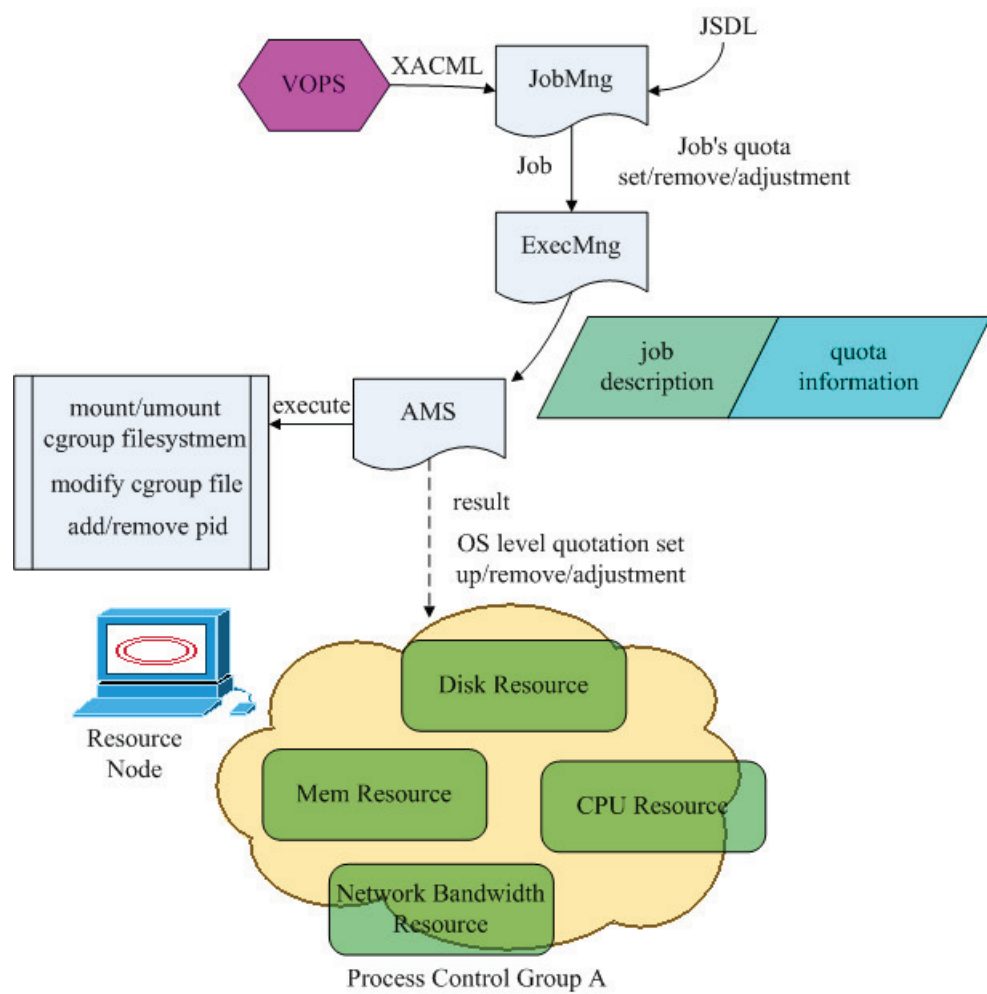 JSDL
VOPS
XACML
JobMng
Job
Job's quota
set/remove/adjustment
ExecMng
job
description
quota
information
mount/umount
cgroup filesystmem
modify cgroup file
add/remove pid
execute
AMS
result
OS level quotation set
up/remove/adjustment
Disk Resource
Resource
Node
Mem Resource
CPU Resource
Network Bandwidth
Resource
Process Control Group A